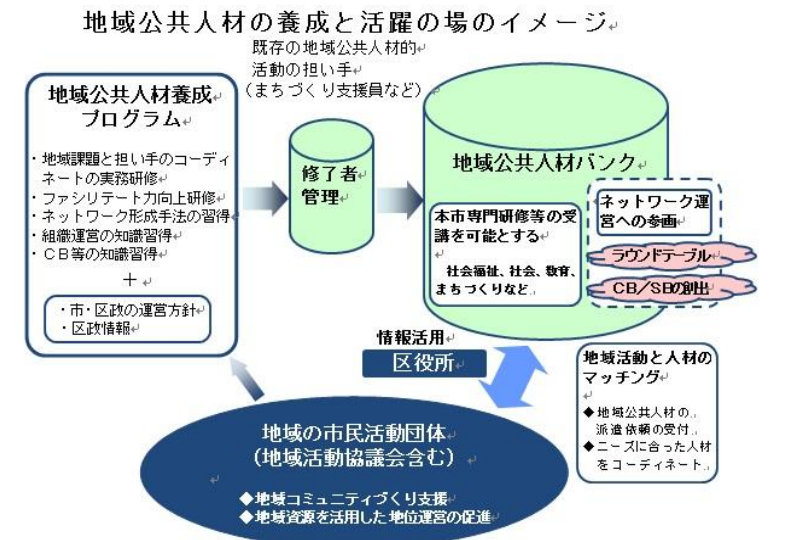 地域公共人材の養成と活躍の場のイメージ
既存の地域公共人材的
活動の担い手
(まちづくり支援員など)
地域公共人材養成
プログラム
・地域課題と担い手のコーディ
ネートの実務研修
・ファシリテート力向上研修
・ネットワーク形成手法の習得
・組織運営の知識習得
・CB等の知識習得
+
・市・区政の運営方針
・区政情報
修了者
管理
地域公共人材バンク
本市専門研修等の受
講を可能とする
社会福祉、社会、教育、
まちづくりなど
ネットワーク運
営への参画
ラウンドテーブル
CB/SBの創出
情報活用
区役所
地域活動と人材の
マッチング
◆地域公共人材の
派遣依頼の受付
◆ニーズに合った人材
をコーディネート
地域の市民活動団体
(地域活動協議会含む)
◆地域コミュニティづくり支援
◆地域資源を活用した地位運営の促進